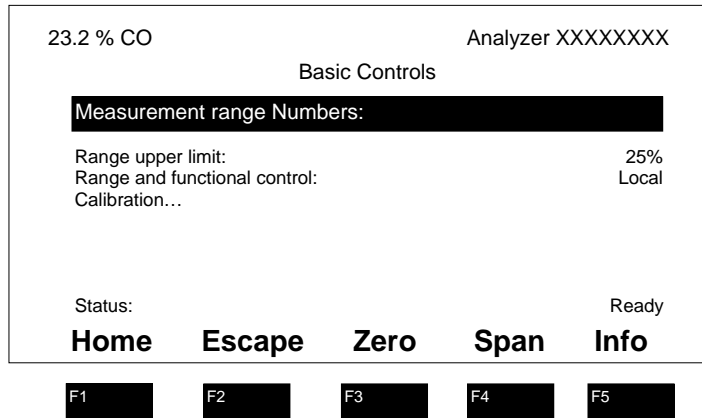 23.2 % CO Analyzer XXXXXXXX
Basic Controls
Measurement range Numbers:
Range upper limit: 25%
Range and functional control: Local
Calibration…
Status: Ready
Home Escape Zero Span Info
F1 F2 F3 F4 F5